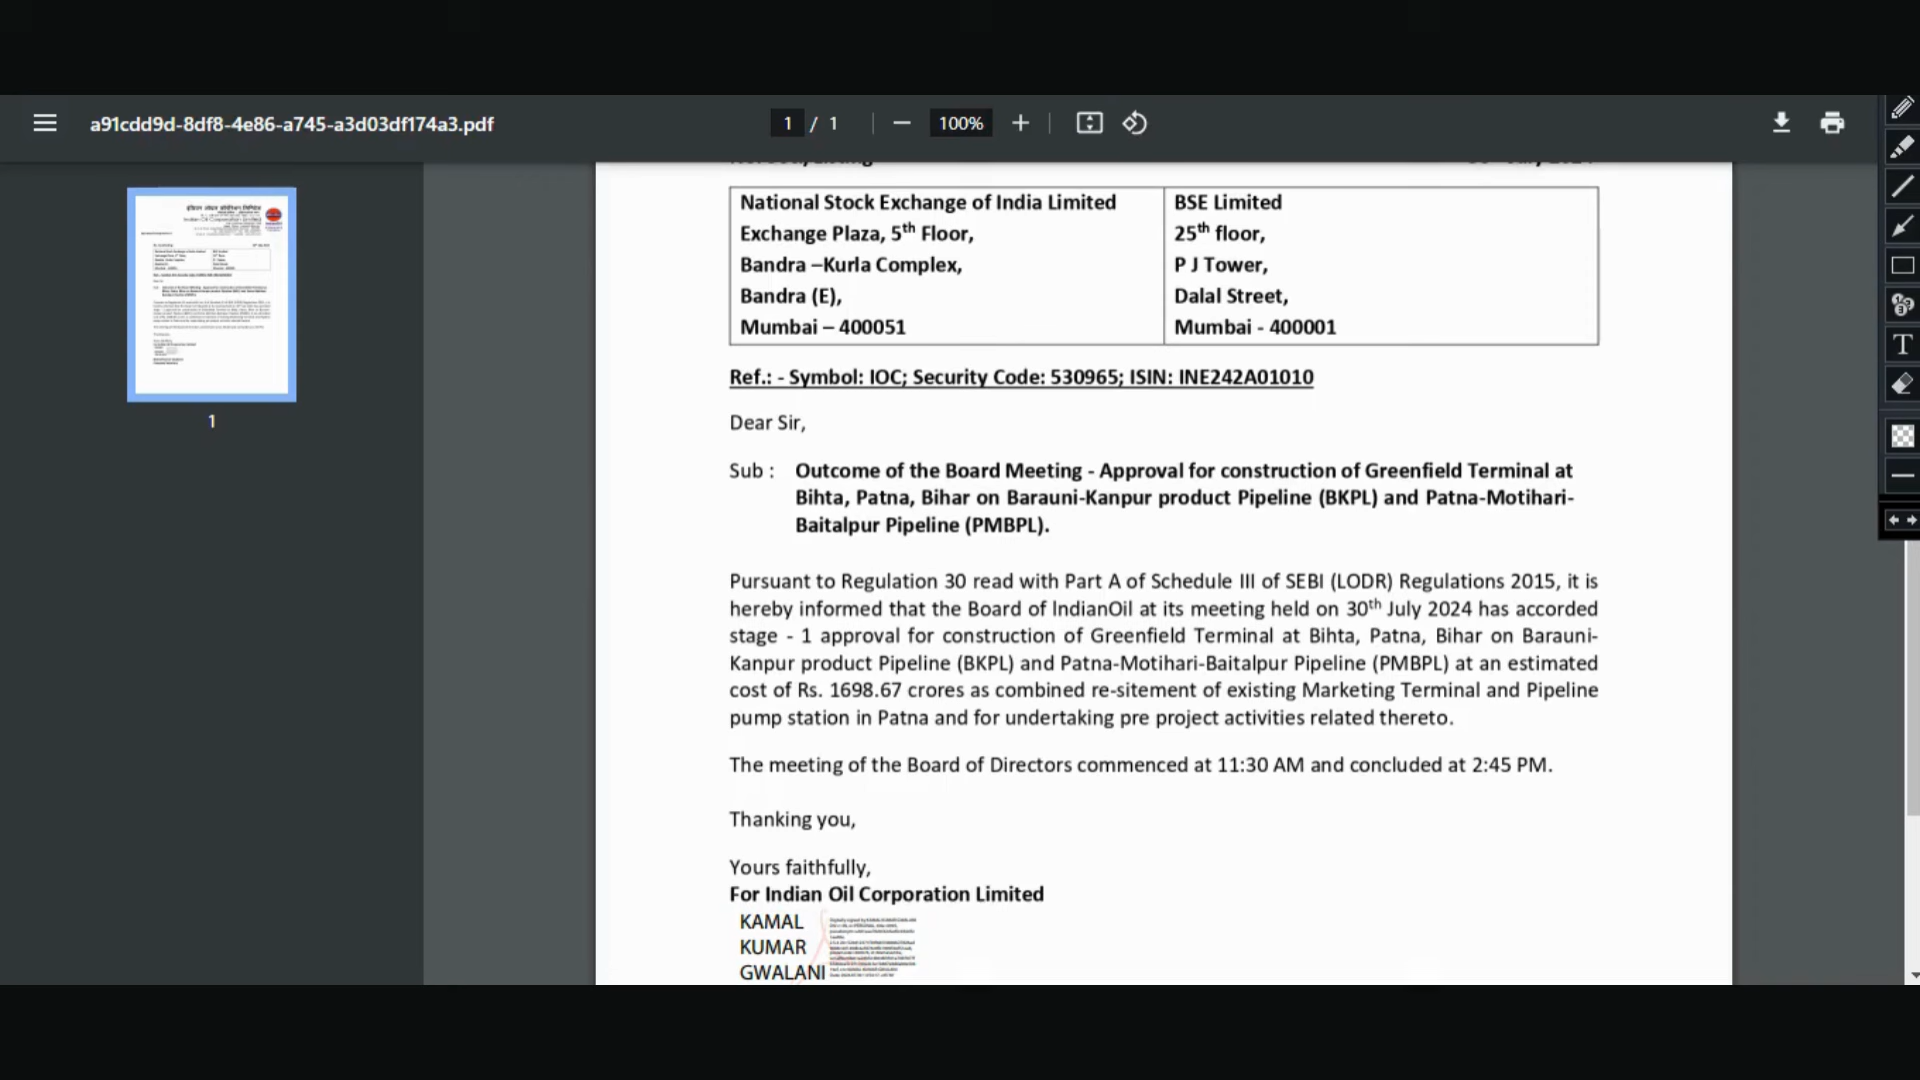 a91cdd9d-8df8-4e86-a745-a3d03df174a3.pdf
1 / 1
100%
National Stock Exchange of India Limited
Exchange Plaza, 5th Floor,
Bandra –Kurla Complex,
Bandra (E),
Mumbai – 400051
BSE Limited
25th floor,
P J Tower,
Dalal Street,
Mumbai - 400001
Ref.: - Symbol: IOC; Security Code: 530965; ISIN: INE242A01010
Dear Sir,
Sub : Outcome of the Board Meeting - Approval for construction of Greenfield Terminal at
Bihta, Patna, Bihar on Barauni-Kanpur product Pipeline (BKPL) and Patna-Motihari-
Baitalpur Pipeline (PMBPL).
Pursuant to Regulation 30 read with Part A of Schedule III of SEBI (LODR) Regulations 2015, it is
hereby informed that the Board of IndianOil at its meeting held on 30th July 2024 has accorded
stage - 1 approval for construction of Greenfield Terminal at Bihta, Patna, Bihar on Barauni-
Kanpur product Pipeline (BKPL) and Patna-Motihari-Baitalpur Pipeline (PMBPL) at an estimated
cost of Rs. 1698.67 crores as combined re-sitement of existing Marketing Terminal and Pipeline
pump station in Patna and for undertaking pre project activities related thereto.
The meeting of the Board of Directors commenced at 11:30 AM and concluded at 2:45 PM.
Thanking you,
Yours faithfully,
For Indian Oil Corporation Limited
KAMAL
KUMAR
GWALANI
1